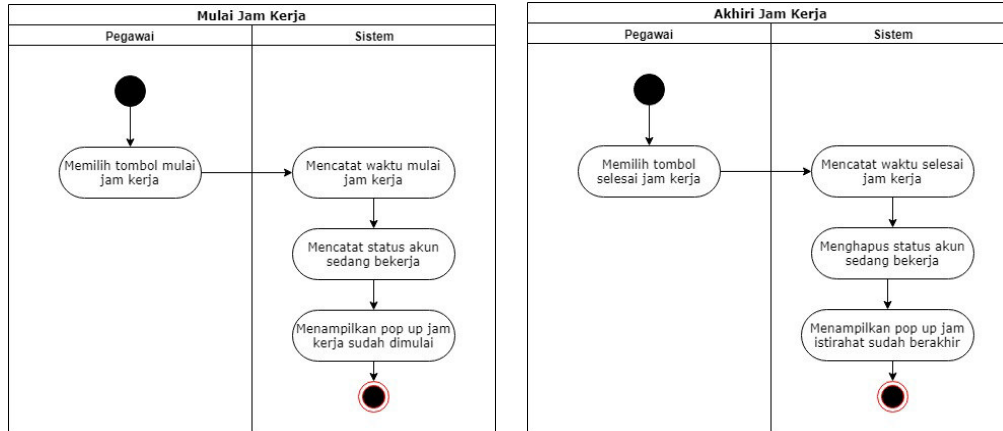 Mulai Jam Kerja
Pegawai
Sistem
Memilih tombol mulai
jam kerja
Mencatat waktu mulai
jam kerja
Mencatat status akun
sedang bekerja
Menampilkan pop up jam
kerja sudah dimulai
Akhiri Jam Kerja
Pegawai
Sistem
Memilih tombol
selesai jam kerja
Mencatat waktu selesai
jam kerja
Menghapus status akun
sedang bekerja
Menampilkan pop up jam
istirahat sudah berakhir